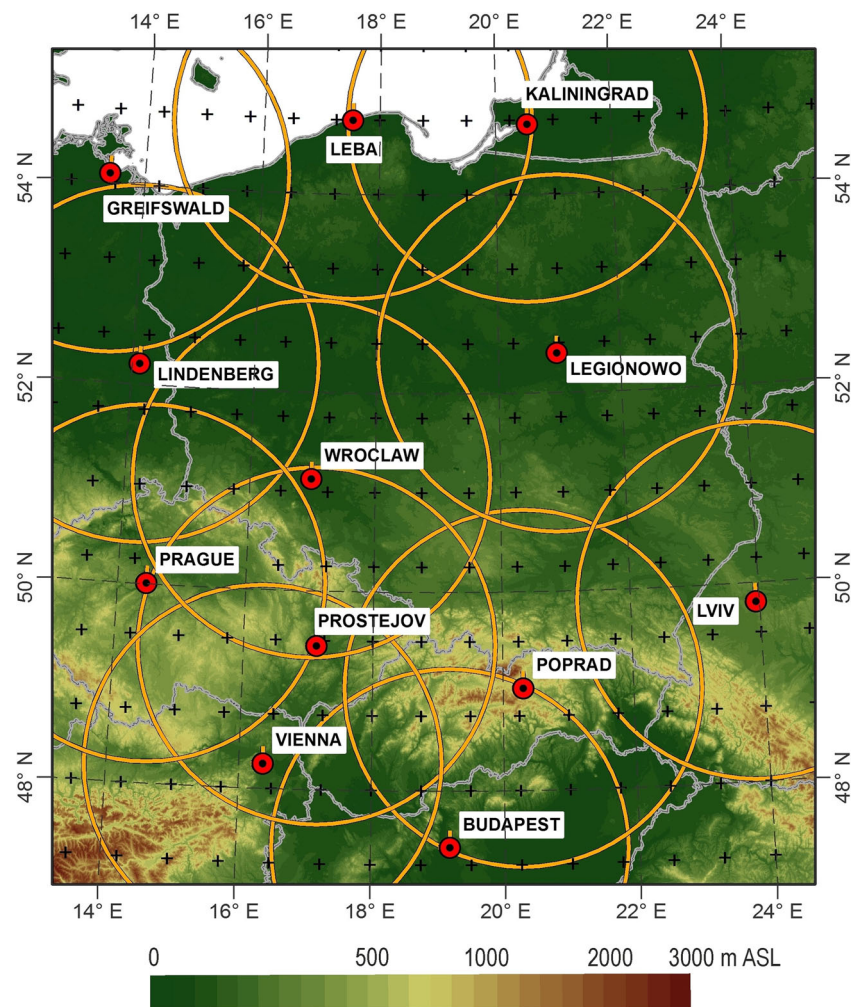 14° E 16° E 18° E 20° E 22° E 24° E
KALININGRAD
LEBA
54° N 54° N
GREIFSWALD
LINDENBERG
LEGIONOWO
52° N 52° N
WROCLAW
PRAGUE
50° N 50° N
LVIV
PROSTEJOV
POPRAD
VIENNA
48° N 48° N
BUDAPEST
14° E 16° E 18° E 20° E 22° E 24° E
0 500 1000 2000 3000 m ASL